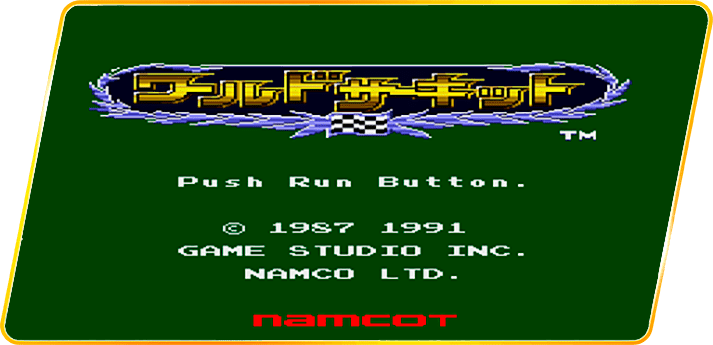 ワールドサーキット
TM
Push Run Button.
© 1987 1991
GAME STUDIO INC.
NAMCO LTD.
namcot